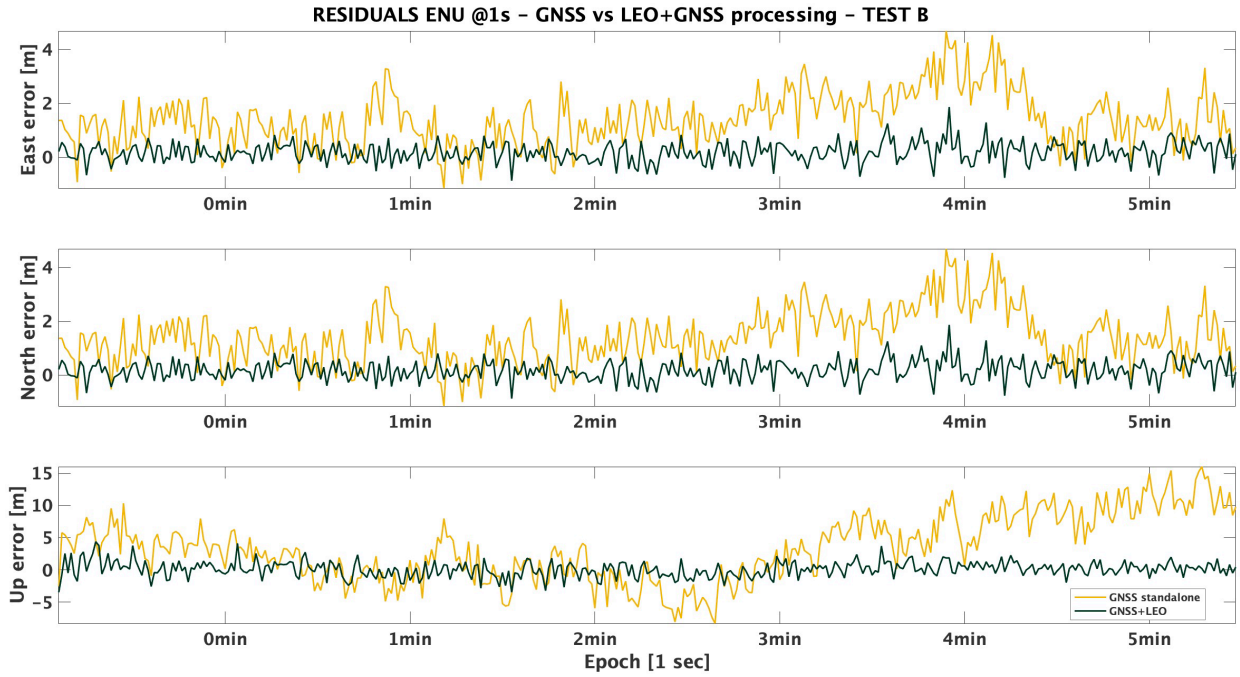 RESIDUALS ENU @1s – GNSS vs LEO+GNSS processing – TEST B
East error [m]
4
2
0
0min 1min 2min 3min 4min 5min
North error [m]
4
2
0
0min 1min 2min 3min 4min 5min
Up error [m]
15
10
5
0
-5
GNSS standalone
GNSS+LEO
0min 1min 2min 3min 4min 5min
Epoch [1 sec]